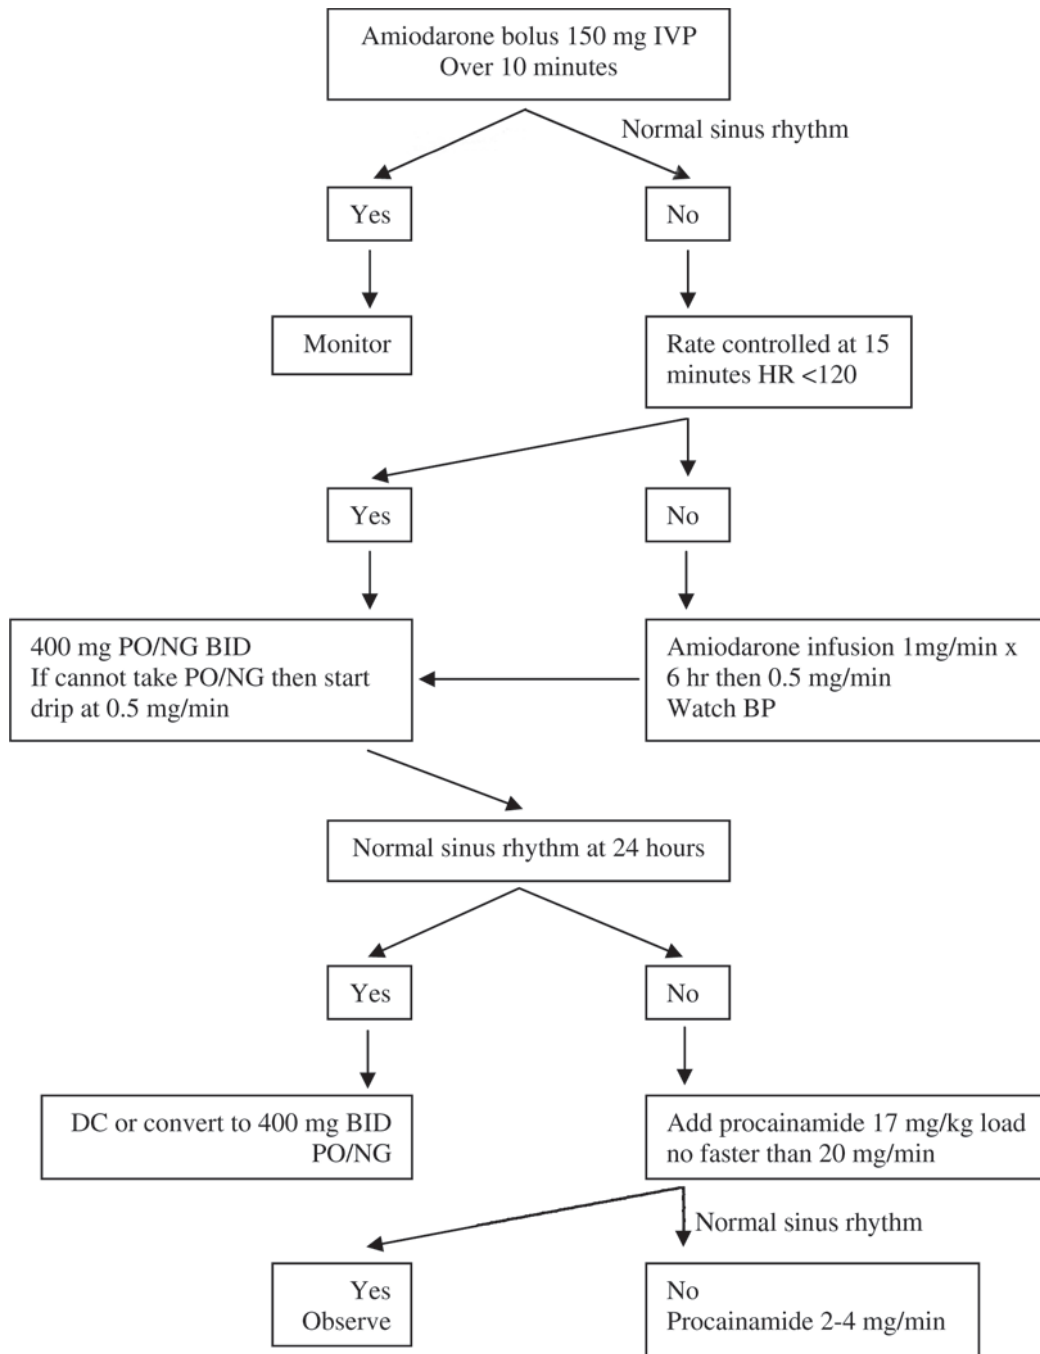 Amiodarone bolus 150 mg IVP
Over 10 minutes
Normal sinus rhythm
Yes
No
Monitor
Rate controlled at 15
minutes HR <120
Yes
No
400 mg PO/NG BID
If cannot take PO/NG then start
drip at 0.5 mg/min
Amiodarone infusion 1mg/min x
6 hr then 0.5 mg/min
Watch BP
Normal sinus rhythm at 24 hours
Yes
No
DC or convert to 400 mg BID
PO/NG
Add procainamide 17 mg/kg load
no faster than 20 mg/min
Normal sinus rhythm
Yes
Observe
No
Procainamide 2-4 mg/min